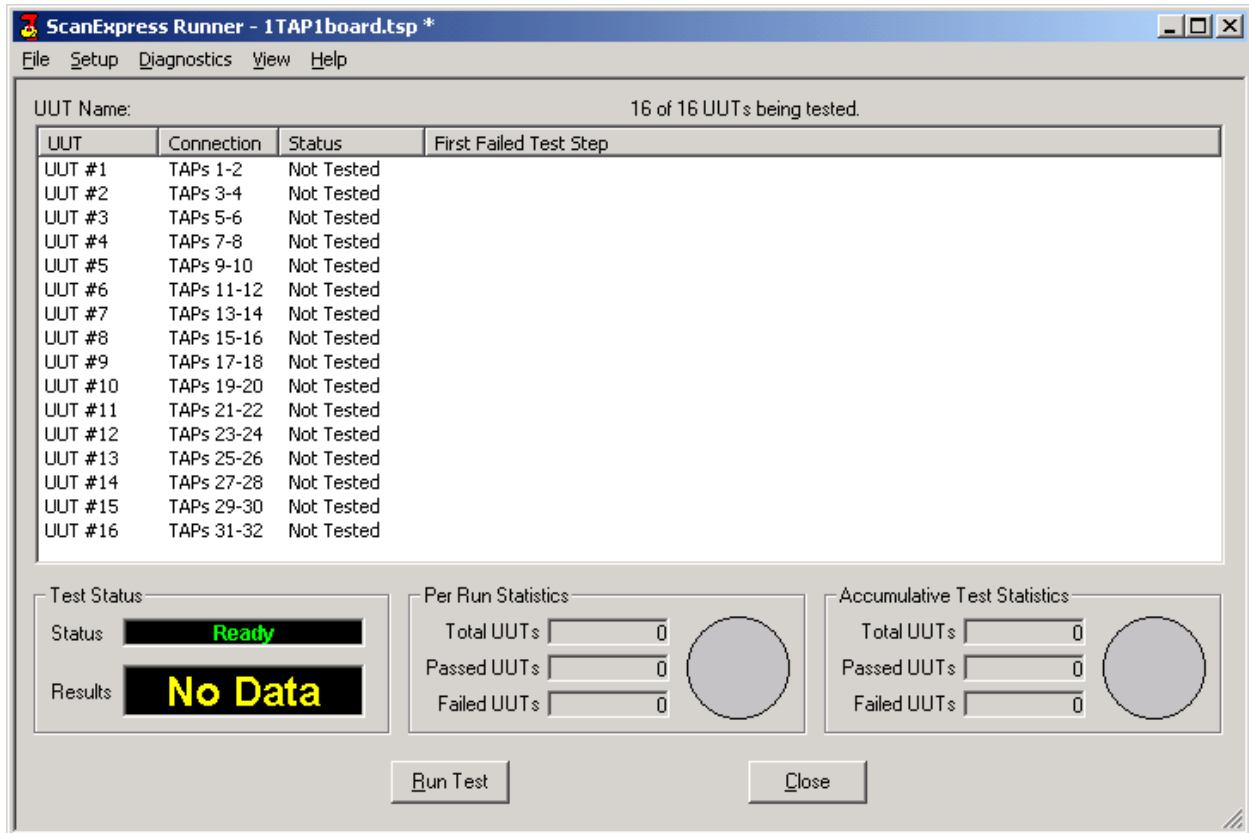 ScanExpress Runner - 1TAP1board.tsp *
File Setup Diagnostics View Help
UUT Name: 16 of 16 UUTs being tested.
UUT Connection Status First Failed Test Step
UUT #1 TAPs 1-2 Not Tested
UUT #2 TAPs 3-4 Not Tested
UUT #3 TAPs 5-6 Not Tested
UUT #4 TAPs 7-8 Not Tested
UUT #5 TAPs 9-10 Not Tested
UUT #6 TAPs 11-12 Not Tested
UUT #7 TAPs 13-14 Not Tested
UUT #8 TAPs 15-16 Not Tested
UUT #9 TAPs 17-18 Not Tested
UUT #10 TAPs 19-20 Not Tested
UUT #11 TAPs 21-22 Not Tested
UUT #12 TAPs 23-24 Not Tested
UUT #13 TAPs 25-26 Not Tested
UUT #14 TAPs 27-28 Not Tested
UUT #15 TAPs 29-30 Not Tested
UUT #16 TAPs 31-32 Not Tested
Test Status
Status Ready
Results No Data
Per Run Statistics
Total UUTs 0
Passed UUTs 0
Failed UUTs 0
Accumulative Test Statistics
Total UUTs 0
Passed UUTs 0
Failed UUTs 0
Run Test Close